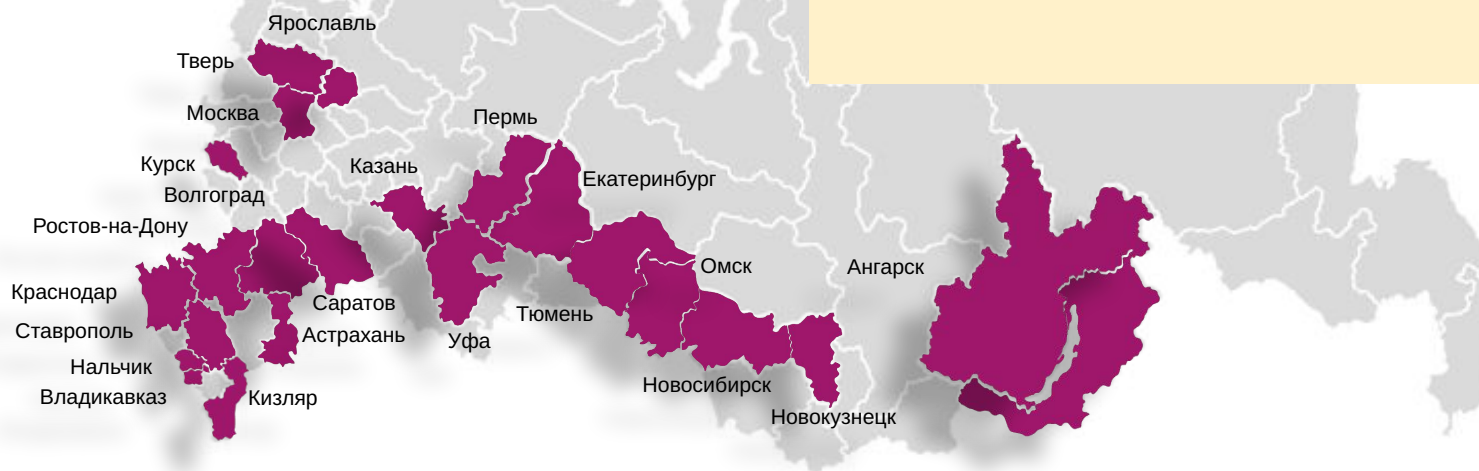 Ярославль
Тверь
Москва
Пермь
Курск
Казань
Екатеринбург
Волгоград
Ростов-на-Дону
Омск
Ангарск
Краснодар
Саратов
Тюмень
Ставрополь
Астрахань
Уфа
Нальчик
Новосибирск
Владикавказ
Кизляр
Новокузнецк